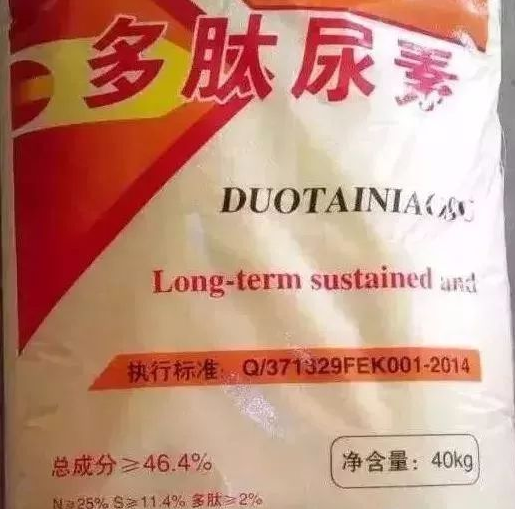 多肽尿素
DUOTAINIAOSU
Long-term sustained and
执行标准：Q/371329FEK001-2014
总成分≥46.4%
净含量：40kg
N≥25% S≥11.4% 多肽≥2%